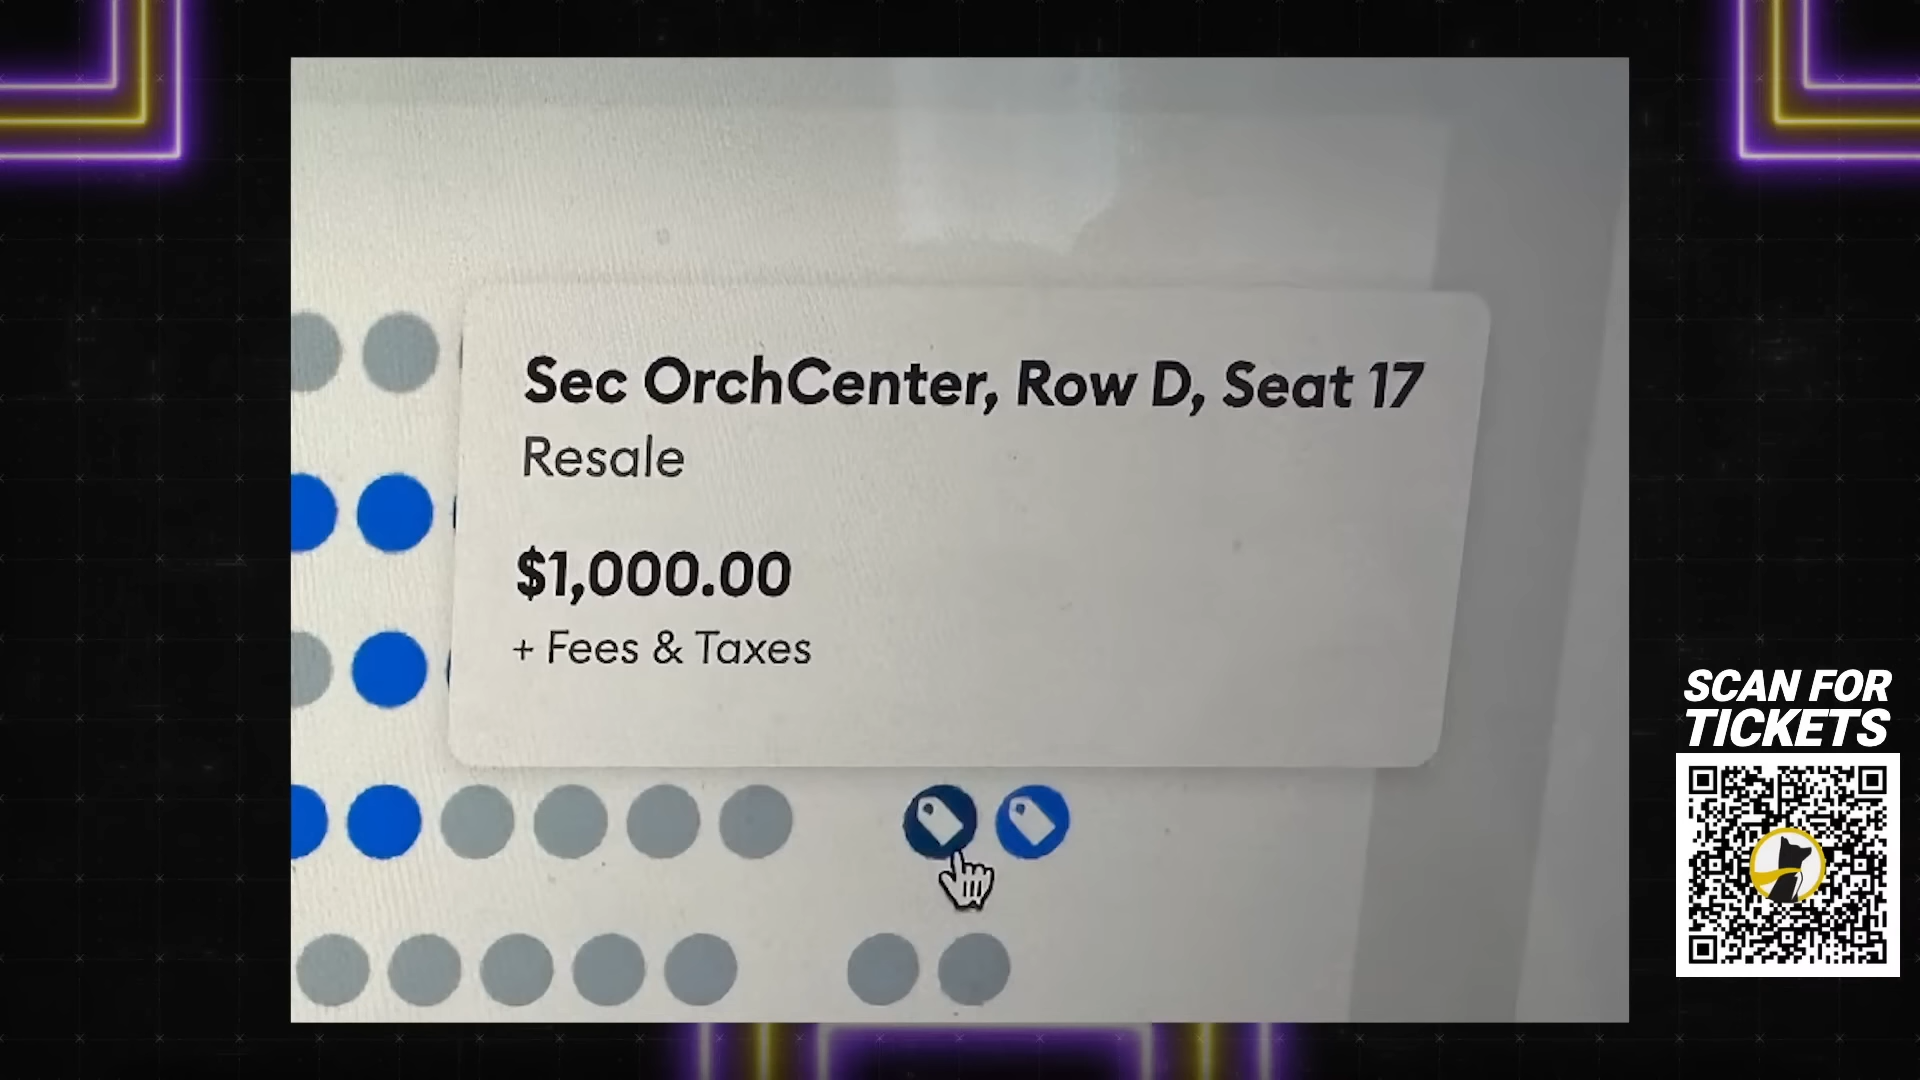 Sec OrchCenter, Row D, Seat 17
Resale
$1,000.00
+ Fees & Taxes
SCAN FOR
TICKETS